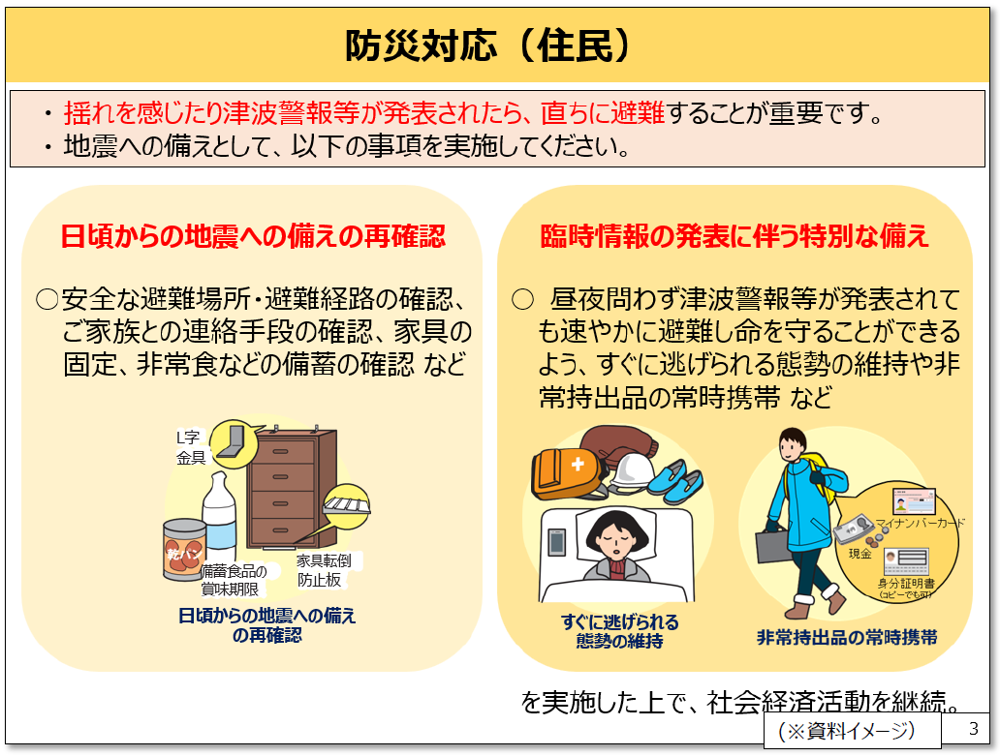 防災対応（住民）
・ 揺れを感じたり津波警報等が発表されたら、直ちに避難することが重要です。
・ 地震への備えとして、以下の事項を実施してください。
日頃からの地震への備えの再確認
○安全な避難場所・避難経路の確認、
ご家族との連絡手段の確認、家具の
固定、非常食などの備蓄の確認 など
L字
金具
乾パン
備蓄食品の
賞味期限
家具転倒
防止板
日頃からの地震への備え
の再確認
臨時情報の発表に伴う特別な備え
○ 昼夜問わず津波警報等が発表されて
も速やかに避難し命を守ることができる
よう、すぐに逃げられる態勢の維持や非
常持出品の常時携帯 など
すぐに逃げられる
態勢の維持
マイナンバーカード
現金
身分証明書
(コピーでも可)
非常持出品の常時携帯
を実施した上で、社会経済活動を継続。
(※資料イメージ)
3